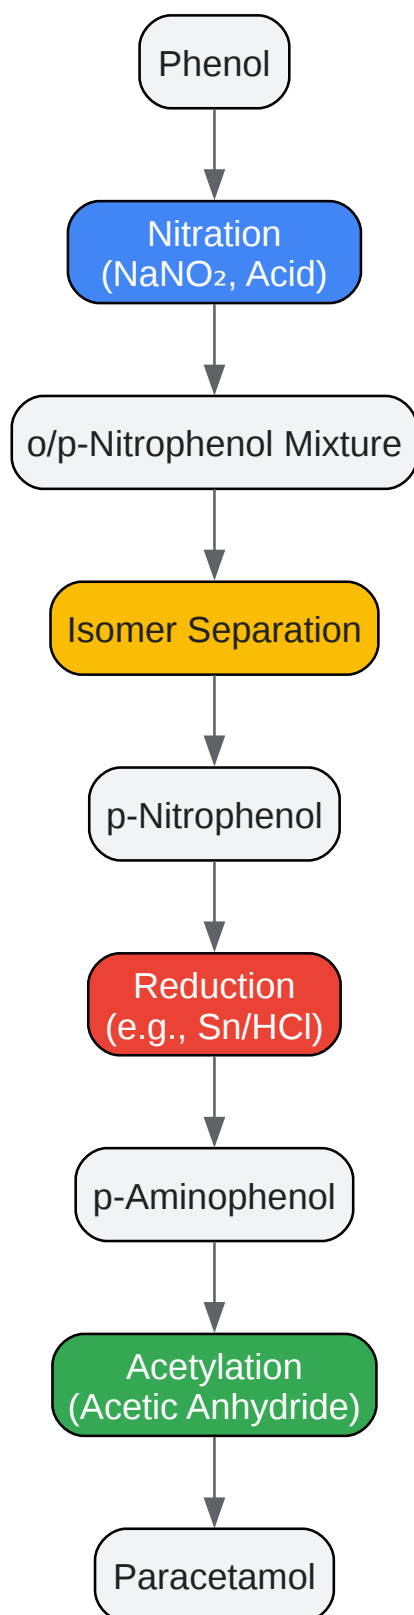 Phenol
Nitration
(NaNO₂, Acid)
o/p-Nitrophenol Mixture
Isomer Separation
p-Nitrophenol
Reduction
(e.g., Sn/HCl)
p-Aminophenol
Acetylation
(Acetic Anhydride)
Paracetamol